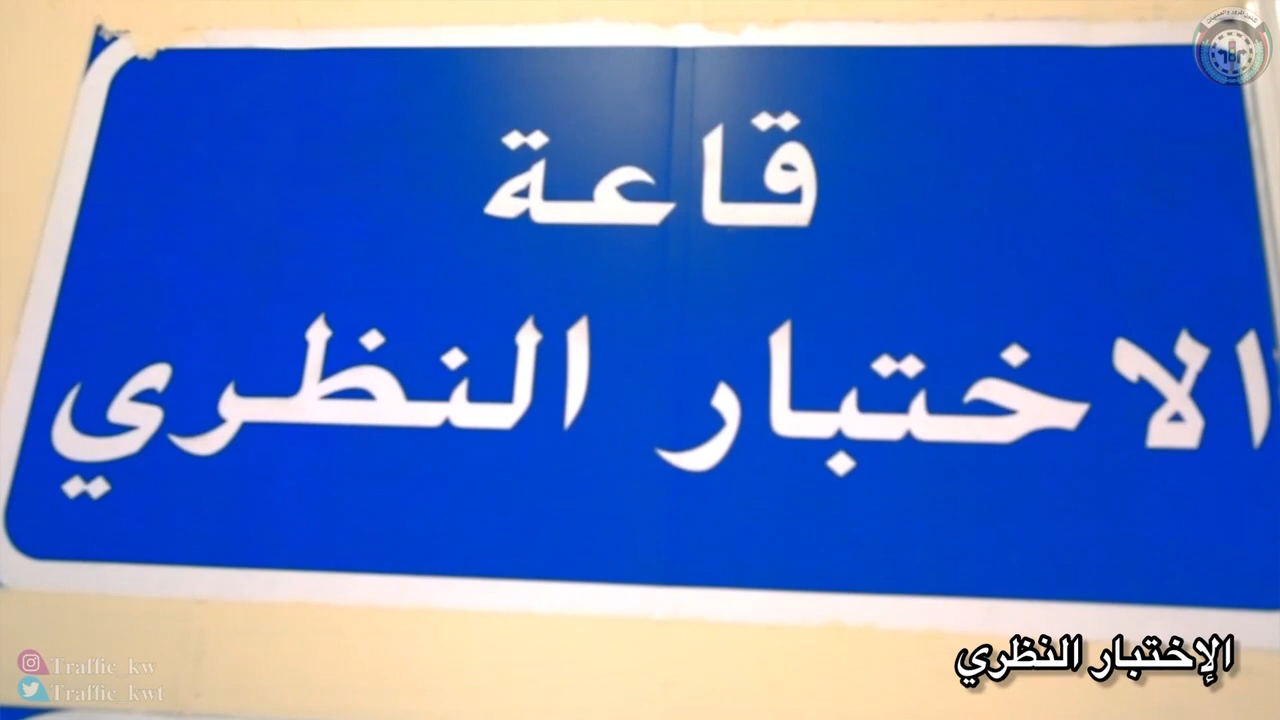 قاعة
الاختبار النظري
الإختبار النظري
Traffic_kw
Traffic_kwt